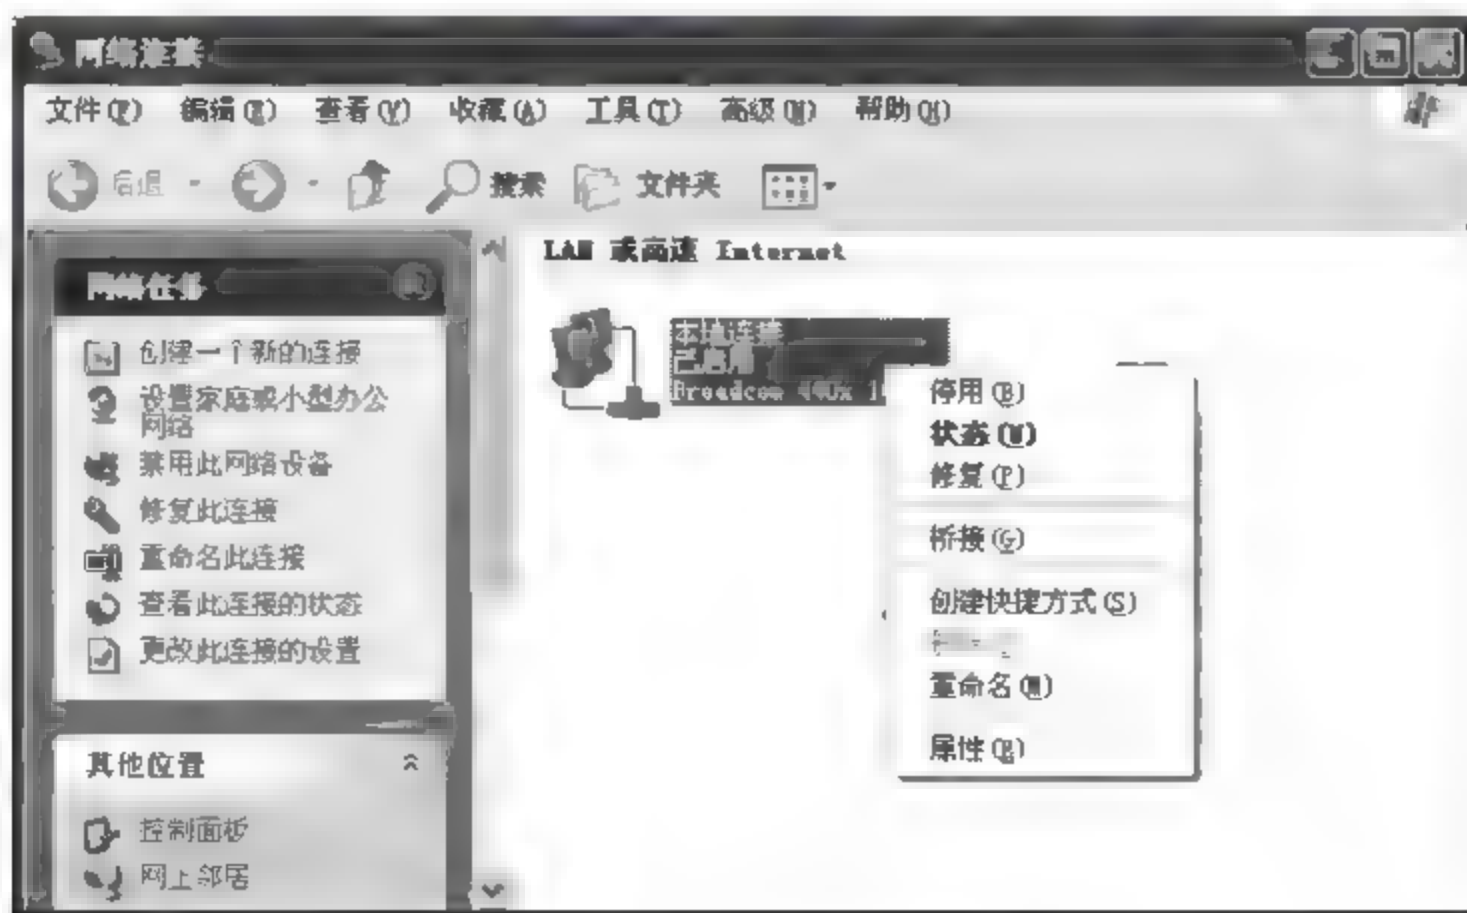 网络连接
文件(F) 编辑(E) 查看(V) 收藏(A) 工具(T) 高级(N) 帮助(H)
后退 搜索 文件夹
网络任务
创建一个新的连接
设置家庭或小型办公
网络
禁用此网络设备
修复此连接
重命名此连接
查看此连接的状态
更改此连接的设置
其他位置
控制面板
网上邻居
LAN 或高速 Internet
本地连接
已启用
Broadcom 440x
停用(B)
状态(U)
修复(P)
桥接(G)
创建快捷方式(S)
重命名(M)
属性(R)